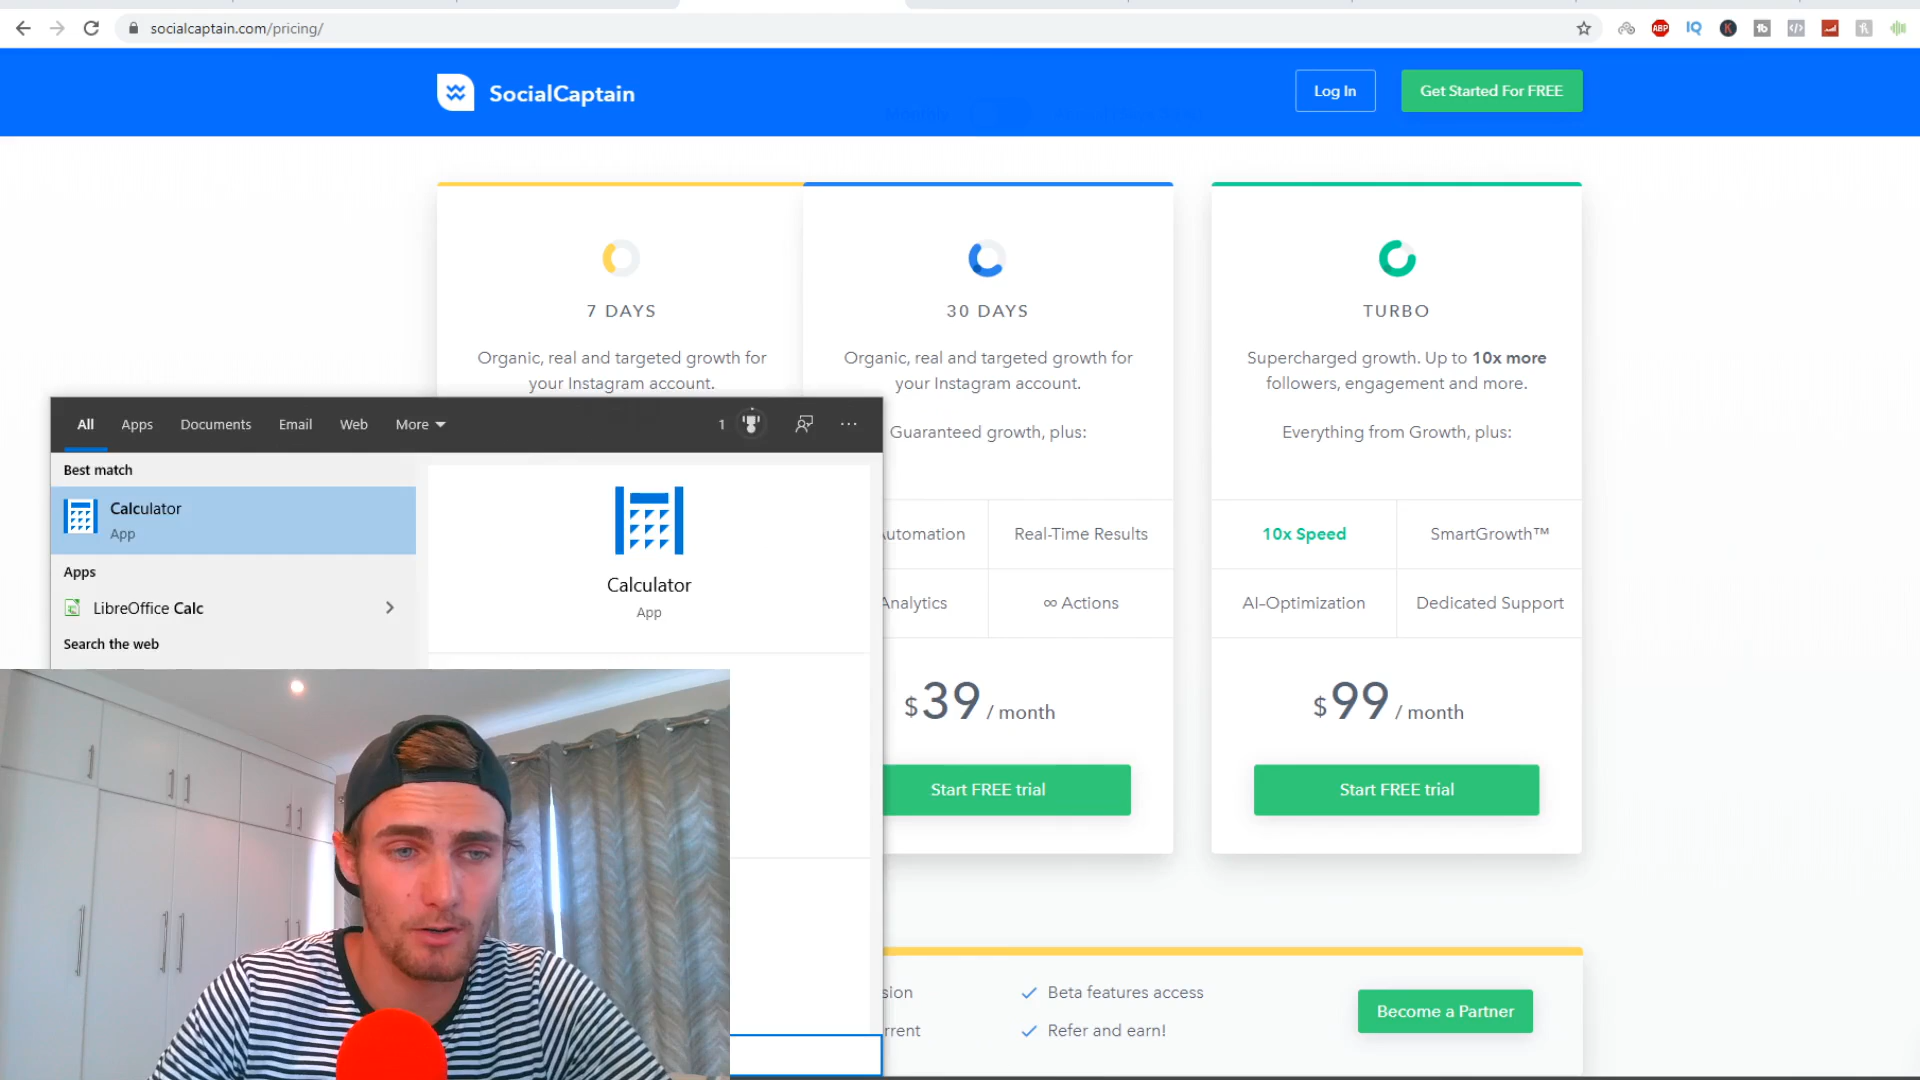 socialcaptain.com/pricing/
ABP
IQ
K
SocialCaptain
Log In
Get Started For FREE
7 DAYS
Organic, real and targeted growth for
your Instagram account.
30 DAYS
Organic, real and targeted growth for
your Instagram account.
Guaranteed growth, plus:
utomation
Real-Time Results
Analytics
∞ Actions
$39 / month
Start FREE trial
TURBO
Supercharged growth. Up to 10x more
followers, engagement and more.
Everything from Growth, plus:
10x Speed
SmartGrowth™
AI-Optimization
Dedicated Support
$99 / month
Start FREE trial
All
Apps
Documents
Email
Web
More
1
Best match
Calculator
App
Apps
LibreOffice Calc
Search the web
Calculator
App
sion
Beta features access
rrent
Refer and earn!
Become a Partner